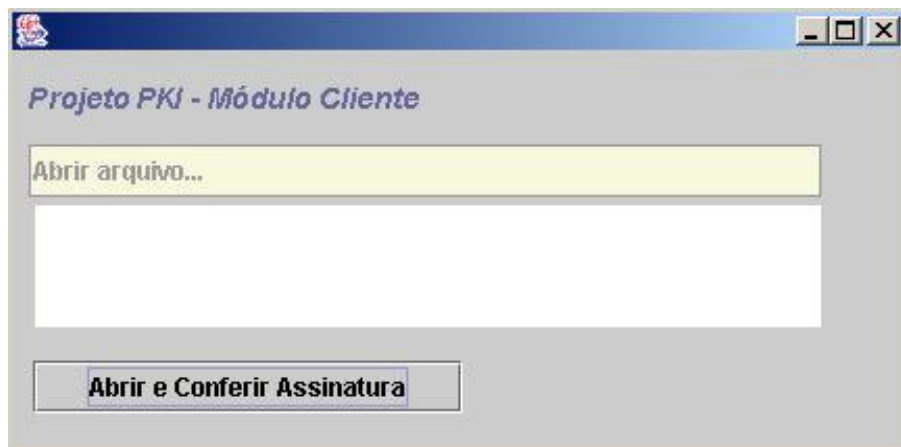 Projeto PKI - Módulo Cliente
Abrir arquivo...
Abrir e Conferir Assinatura